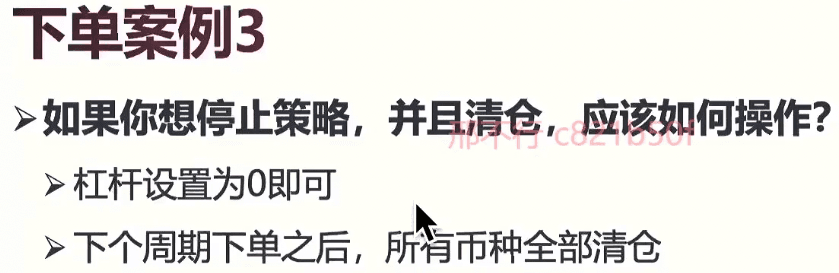 下单案例3
➢如果你想停止策略，并且清仓，应该如何操作？
邢不行 c821b50f
➢杠杆设置为0即可
➢下个周期下单之后，所有币种全部清仓